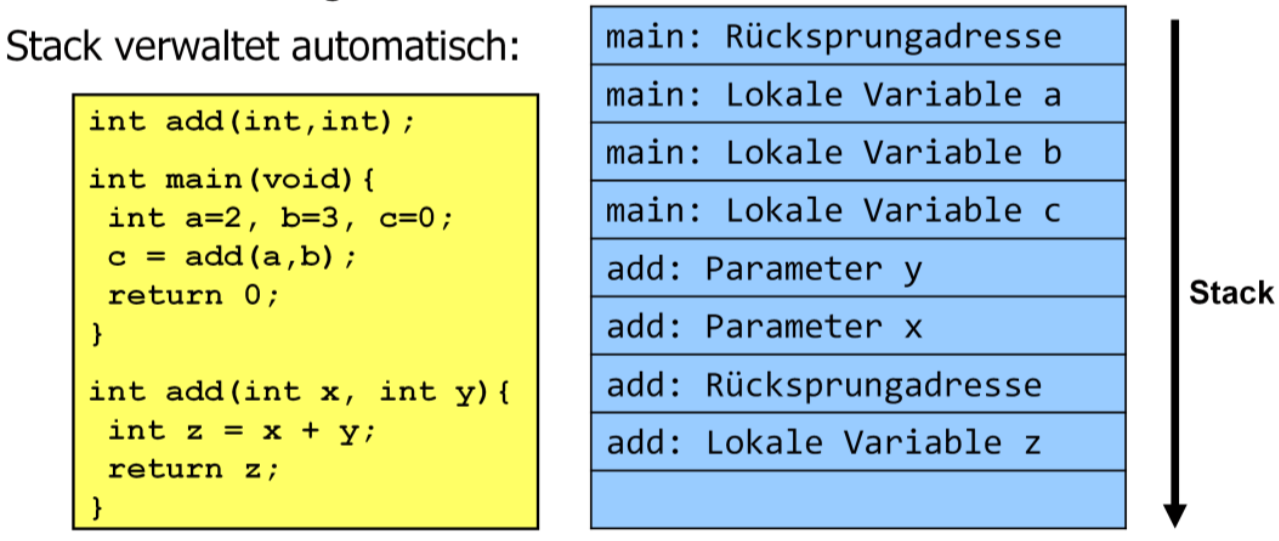 Stack verwaltet automatisch:
int add(int,int);
int main(void){
int a=2, b=3, c=0;
c = add(a,b);
return 0;
}
int add(int x, int y){
int z = x + y;
return z;
}
main: Rücksprungadresse
main: Lokale Variable a
main: Lokale Variable b
main: Lokale Variable c
add: Parameter y
add: Parameter x
add: Rücksprungadresse
add: Lokale Variable z
Stack